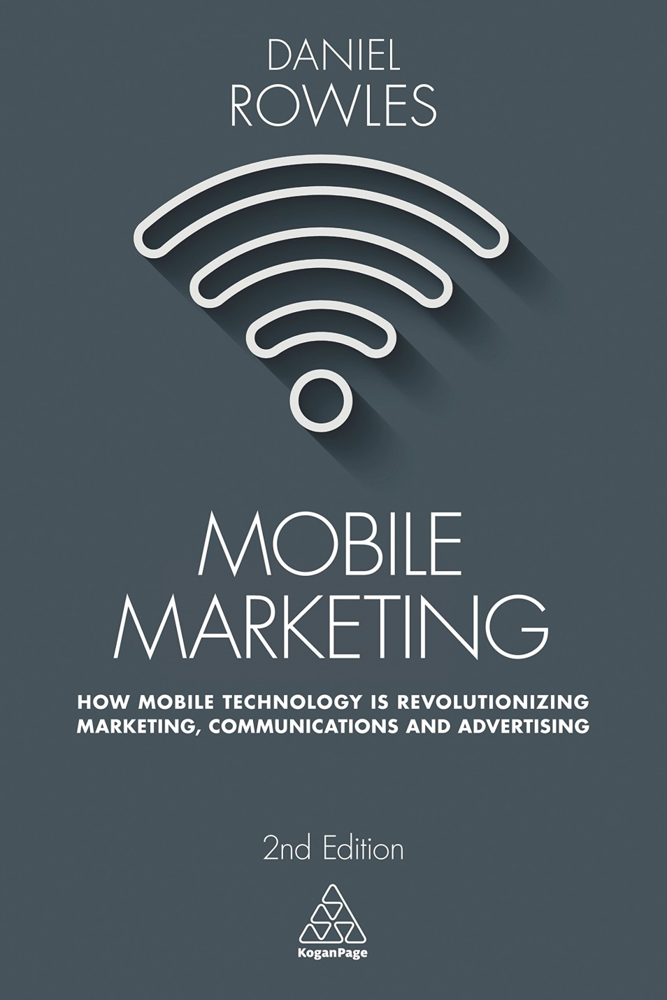 DANIEL
ROWLES
MOBILE
MARKETING
HOW MOBILE TECHNOLOGY IS REVOLUTIONIZING
MARKETING, COMMUNICATIONS AND ADVERTISING
2nd Edition
KoganPage